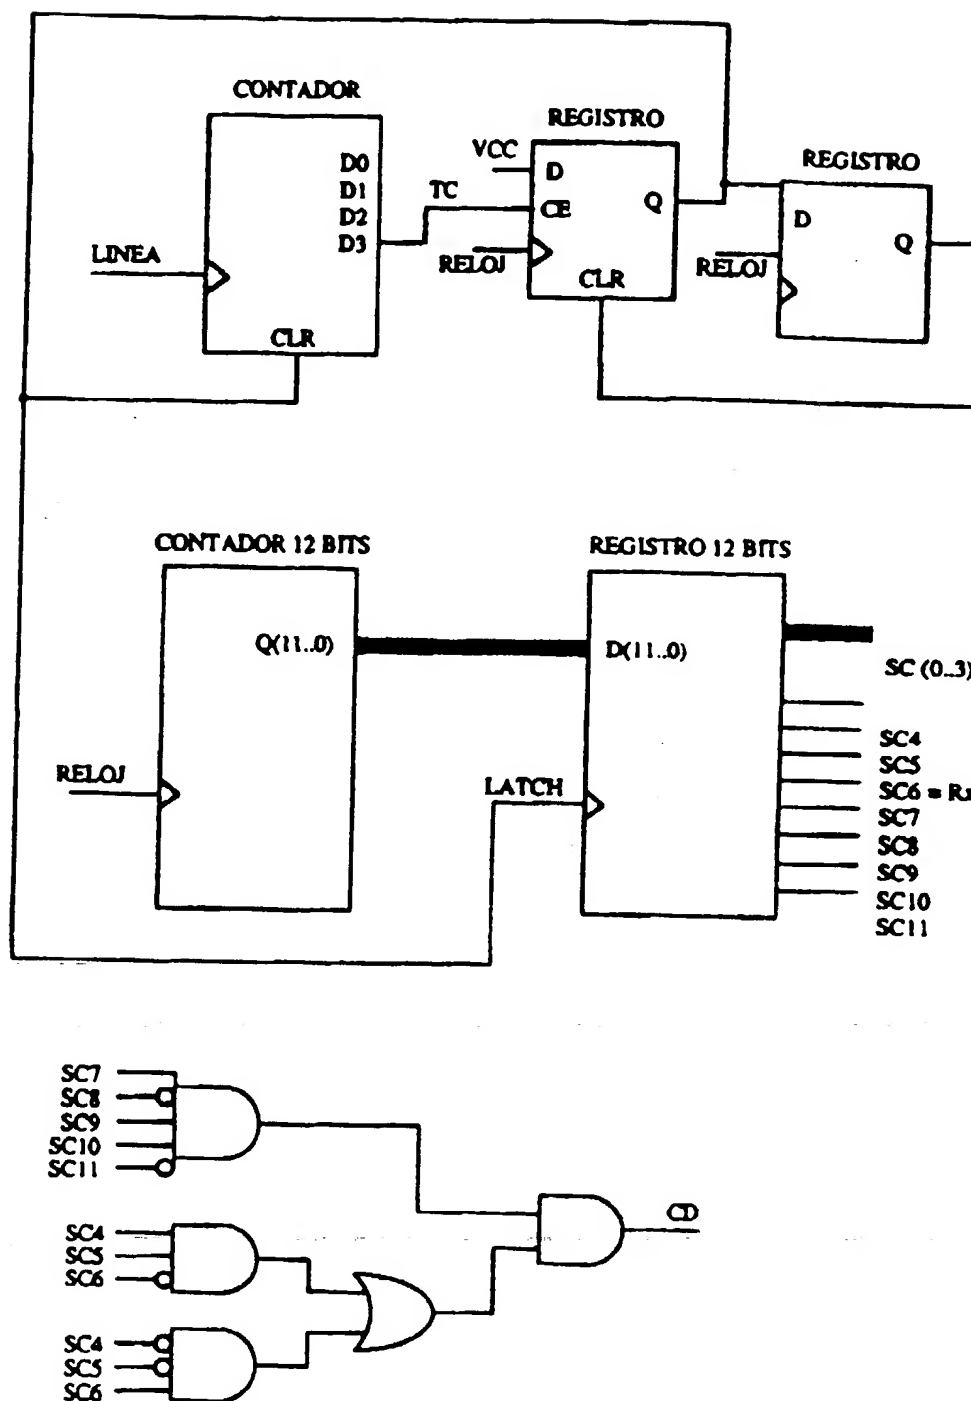 CONTADOR
D0
D1
D2
D3
LINEA
CLR
TC
REGISTRO
VCC
D
CE
Q
RELOJ
CLR
REGISTRO
D
Q
RELOJ
CONTADOR 12 BITS
Q(11..0)
RELOJ
REGISTRO 12 BITS
D(11..0)
LATCH
SC (0..3)
SC4
SC5
SC6 = Rx
SC7
SC8
SC9
SC10
SC11
SC7
SC8
SC9
SC10
SC11
SC4
SC5
SC6
SC4
SC5
SC6
CD